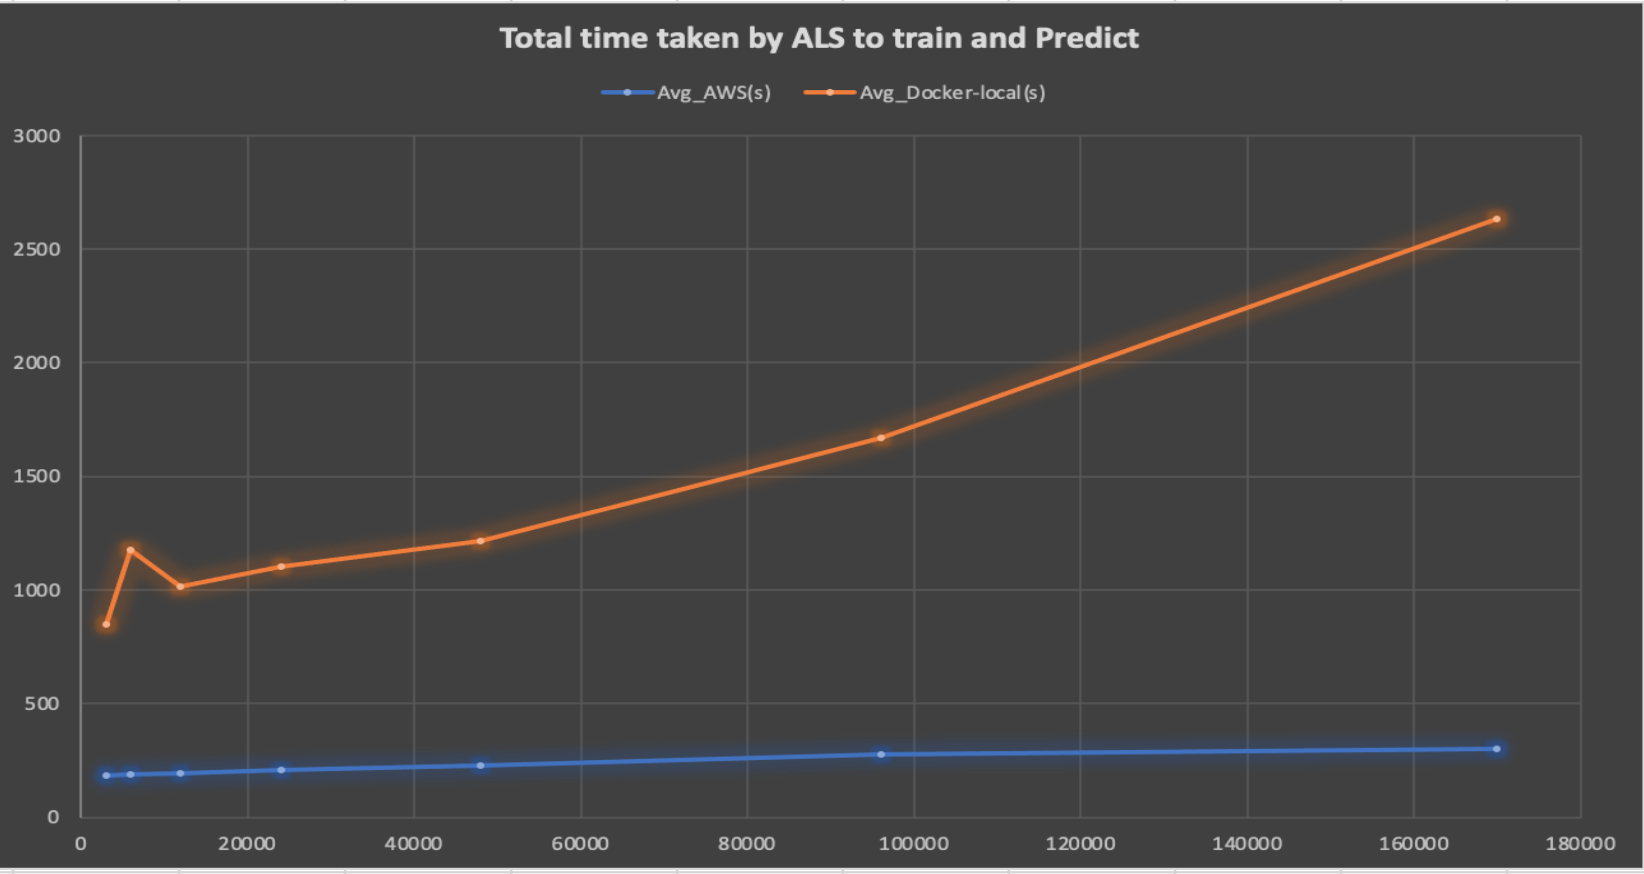 Total time taken by ALS to train and Predict
Avg_AWS(s) Avg_Docker-local(s)
3000
2500
2000
1500
1000
500
0
0 20000 40000 60000 80000 100000 120000 140000 160000 180000